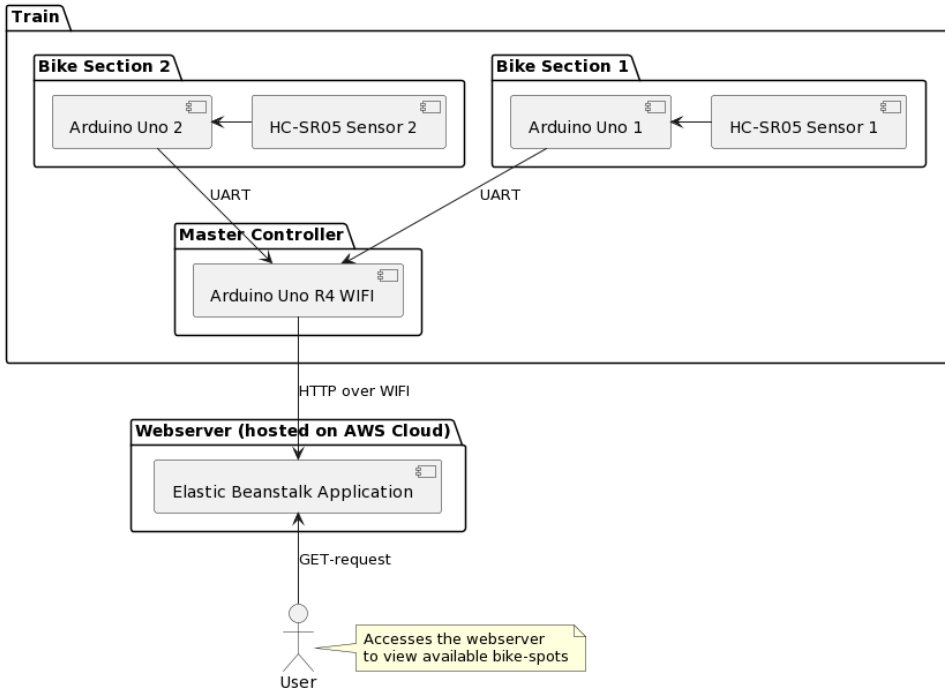 Train
Bike Section 2
Bike Section 1
Arduino Uno 2
HC-SR05 Sensor 2
Arduino Uno 1
HC-SR05 Sensor 1
UART
UART
Master Controller
Arduino Uno R4 WIFI
HTTP over WIFI
Webserver (hosted on AWS Cloud)
Elastic Beanstalk Application
GET-request
Accesses the webserver
to view available bike-spots
User